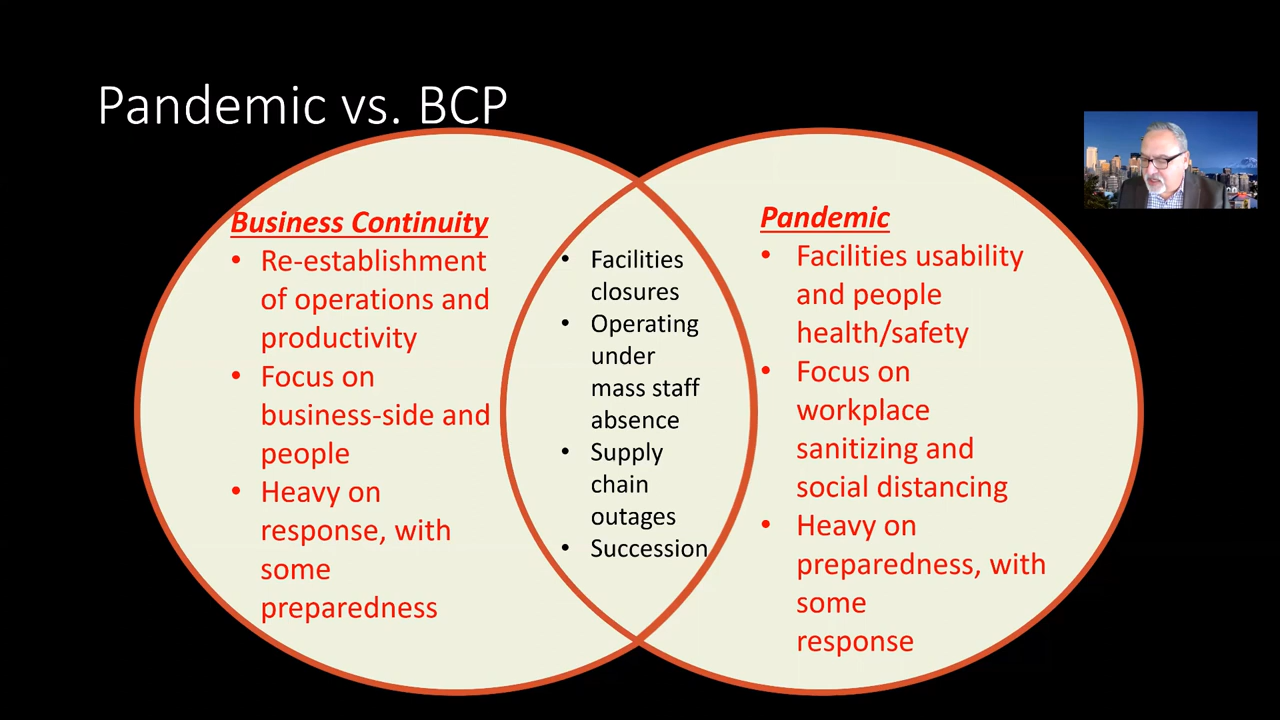 Pandemic vs. BCP
Business Continuity
• Re-establishment
of operations and
productivity
• Focus on
business-side and
people
• Heavy on
response, with
some
preparedness
• Facilities
closures
• Operating
under
mass staff
absence
• Supply
chain
outages
• Succession
Pandemic
• Facilities usability
and people
health/safety
• Focus on
workplace
sanitizing and
social distancing
• Heavy on
preparedness, with
some
response